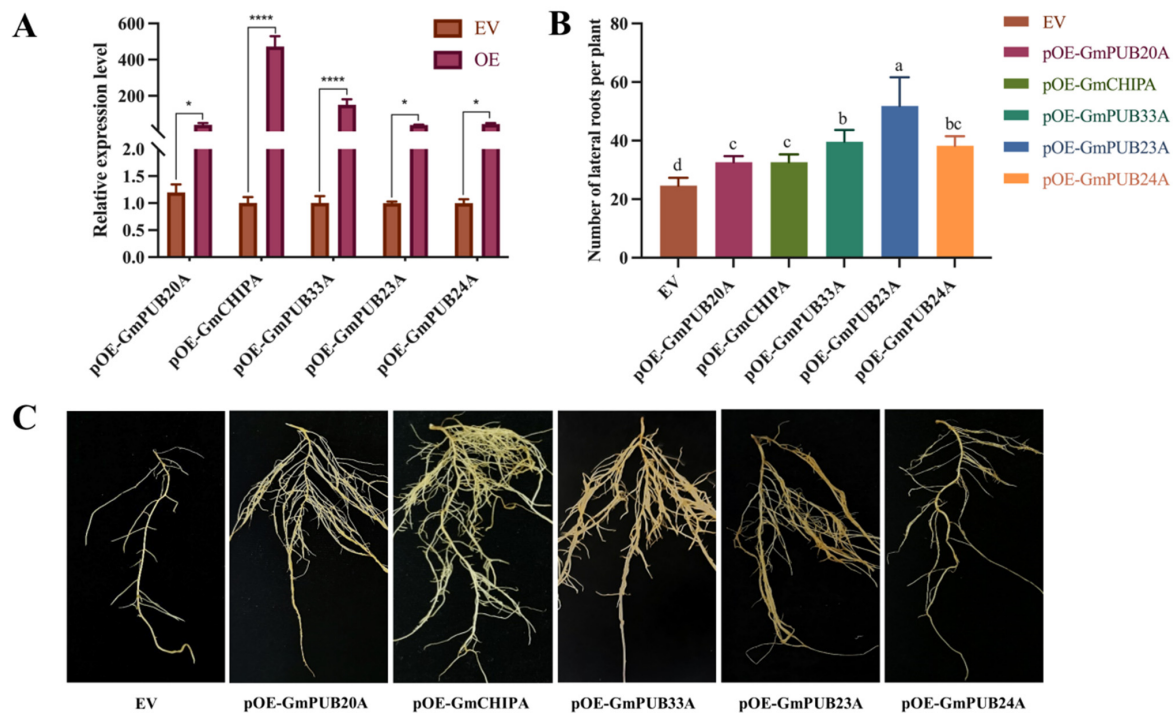 A
Relative expression level
600
400
200
2.0
1.5
1.0
0.5
0.0
*
****
****
*
*
EV
OE
pOE-GmPUB20A
pOE-GmCHIPA
pOE-GmPUB33A
pOE-GmPUB23A
pOE-GmPUB24A
B
Number of lateral roots per plant
80
60
40
20
0
d
c
c
b
a
bc
EV
pOE-GmPUB20A
pOE-GmCHIPA
pOE-GmPUB33A
pOE-GmPUB23A
pOE-GmPUB24A
EV
pOE-GmPUB20A
pOE-GmCHIPA
pOE-GmPUB33A
pOE-GmPUB23A
pOE-GmPUB24A
C
EV
pOE-GmPUB20A
pOE-GmCHIPA
pOE-GmPUB33A
pOE-GmPUB23A
pOE-GmPUB24A